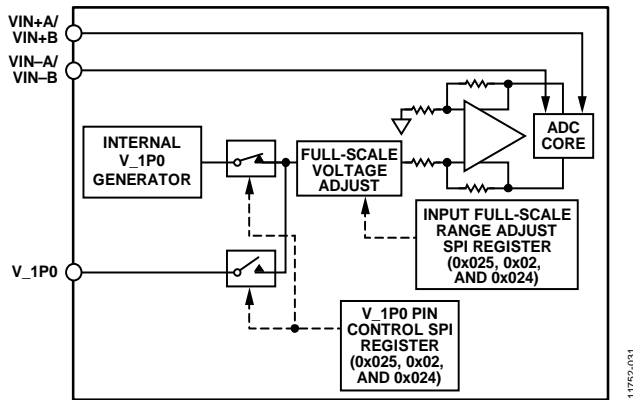 VIN+A/
VIN+B
VIN–A/
VIN–B
INTERNAL
V_1P0
GENERATOR
FULL-SCALE
VOLTAGE
ADJUST
ADC
CORE
INPUT FULL-SCALE
RANGE ADJUST
SPI REGISTER
(0x025, 0x02,
AND 0x024)
V_1P0
V_1P0 PIN
CONTROL SPI
REGISTER
(0x025, 0x02,
AND 0x024)
11752-031